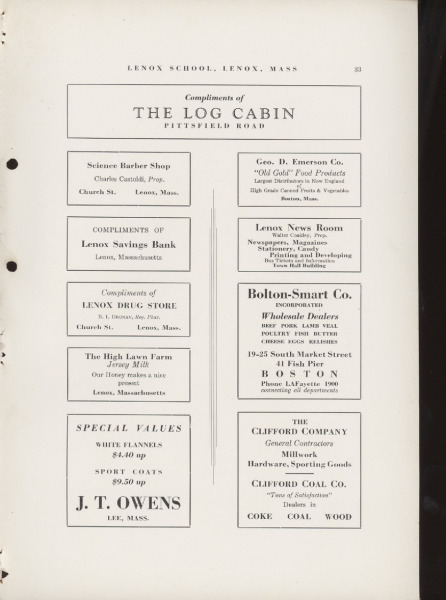 LENOX SCHOOL, LENOX, MASS 33
Compliments of
THE LOG CABIN
PITTSFIELD ROAD
Science Barber Shop
Charles Castoldi, Prop.
Church St. Lenox, Mass.
COMPLIMENTS OF
Lenox Savings Bank
Lenox, Massachusetts
Compliments of
LENOX DRUG STORE
Reg. Phar.
Church St. Lenox, Mass.
The High Lawn Farm
Jersey Milk
Our Honey makes a nice
present
Lenox, Massachusetts
SPECIAL VALUES
WHITE FLANNELS
$4.40 up
SPORT COATS
$9.50 up
J. T. OWENS
LEE, MASS.
Geo. D. Emerson Co.
"Old Gold" Food Products
Largest Distributors in New England
of
High Grade Canned Fruits & Vegetables
Boston, Mass.
Lenox News Room
Walter Prop.
Newspapers, Magazines
Stationery, Candy
Printing and Developing
Bus Tickets and Information
Town Hall Building
Bolton-Smart Co.
INCORPORATED
Wholesale Dealers
BEEF PORK LAMB VEAL
POULTRY FISH BUTTER
CHEESE EGGS RELISHES
19-25 South Market Street
41 Fish Pier
BOSTON
Phone LAFayette 1900
connecting all departments
THE
CLIFFORD COMPANY
General Contractors
Millwork
Hardware, Sporting Goods
CLIFFORD COAL CO.
"Tons of Satisfaction"
Dealers in
COKE COAL WOOD